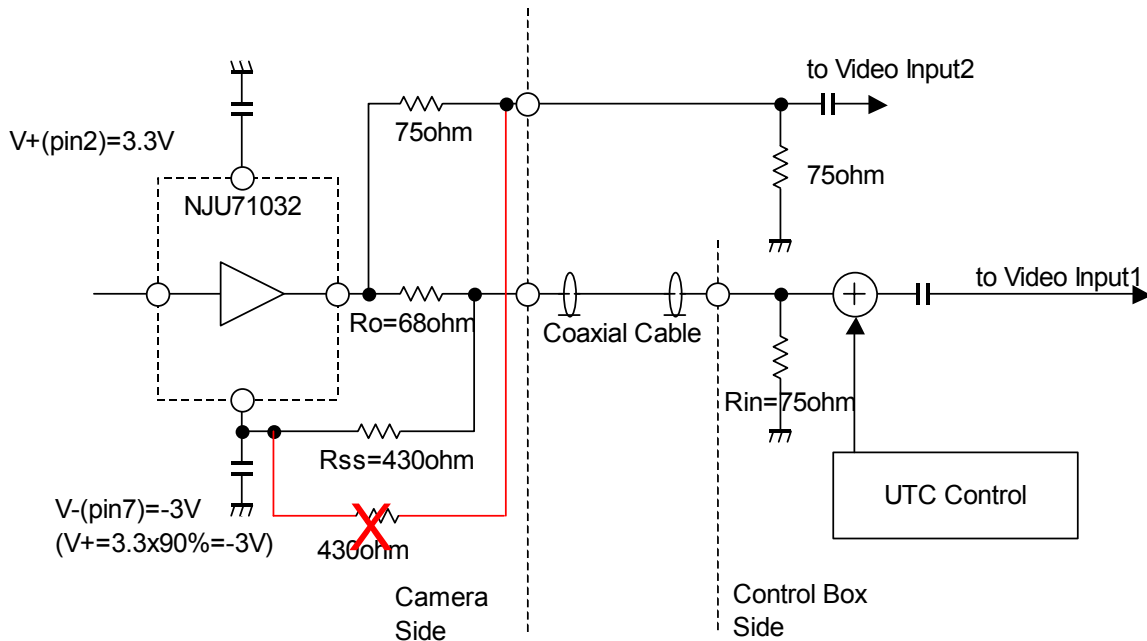 to Video Input2
75ohm
V+(pin2)=3.3V
75ohm
NJU71032
to Video Input1
Ro=68ohm
Coaxial Cable
Rin=75ohm
Rss=430ohm
UTC Control
V-(pin7)=-3V
(V+=3.3x90%=-3V)
430ohm
Camera
Side
Control Box
Side